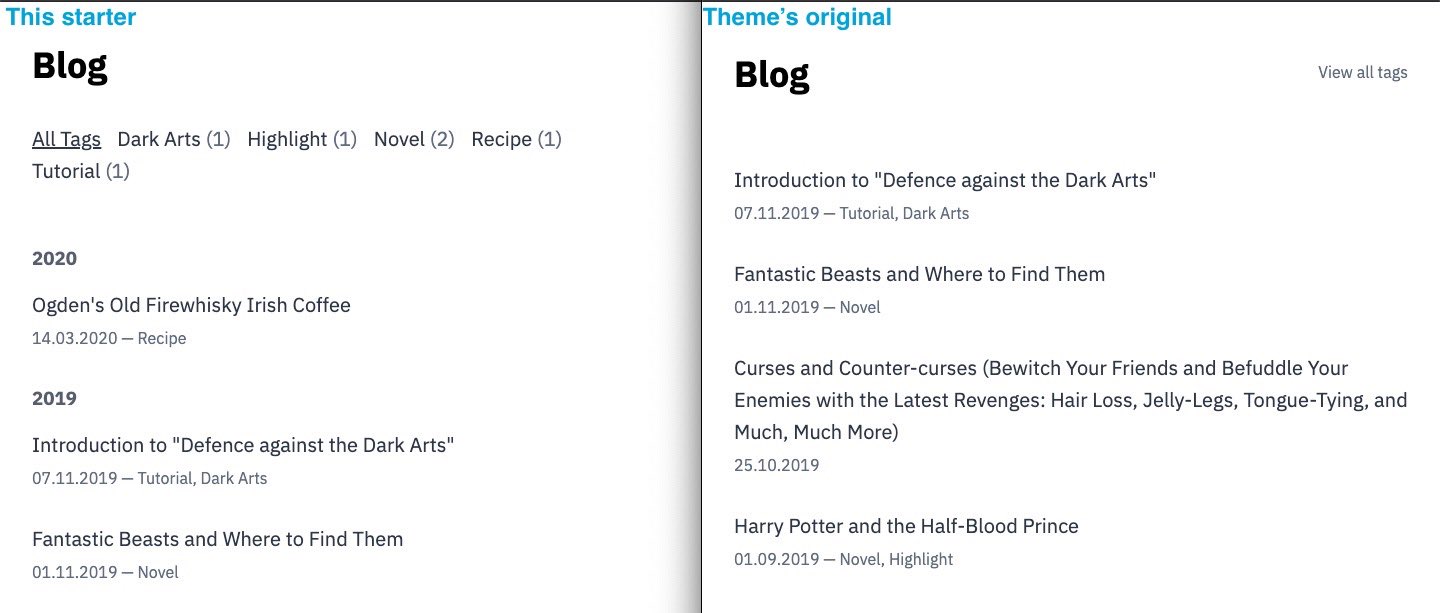 This starter
Blog
All Tags Dark Arts (1) Highlight (1) Novel (2) Recipe (1)
Tutorial (1)
2020
Ogden's Old Firewhisky Irish Coffee
14.03.2020 — Recipe
2019
Introduction to "Defence against the Dark Arts"
07.11.2019 — Tutorial, Dark Arts
Fantastic Beasts and Where to Find Them
01.11.2019 — Novel
Theme’s original
Blog
View all tags
Introduction to "Defence against the Dark Arts"
07.11.2019 — Tutorial, Dark Arts
Fantastic Beasts and Where to Find Them
01.11.2019 — Novel
Curses and Counter-curses (Bewitch Your Friends and Befuddle Your
Enemies with the Latest Revenges: Hair Loss, Jelly-Legs, Tongue-Tying, and
Much, Much More)
25.10.2019
Harry Potter and the Half-Blood Prince
01.09.2019 — Novel, Highlight